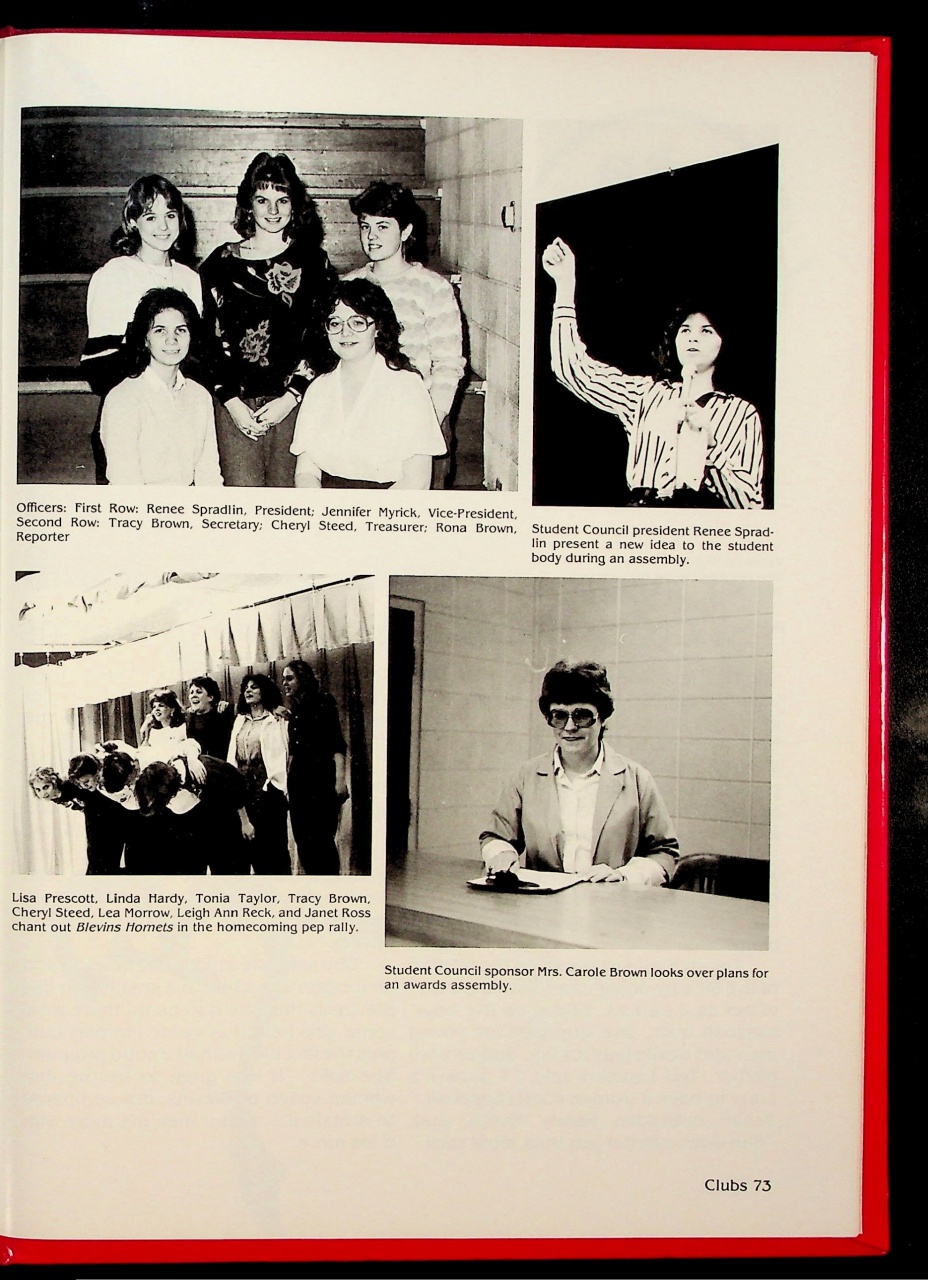 Officers: First Row: Renee Spradlin, President; Jennifer Myrick, Vice-President,
Second Row: Tracy Brown, Secretary; Cheryl Steed, Treasurer; Rona Brown,
Reporter
Student Council president Renee Sprad-
lin present a new idea to the student
body during an assembly.
Lisa Prescott, Linda Hardy, Tonia Taylor, Tracy Brown,
Cheryl Steed, Lea Morrow, Leigh Ann Reck, and Janet Ross
chant out Blevins Hornets in the homecoming pep rally.
Student Council sponsor Mrs. Carole Brown looks over plans for
an awards assembly.
Clubs 73